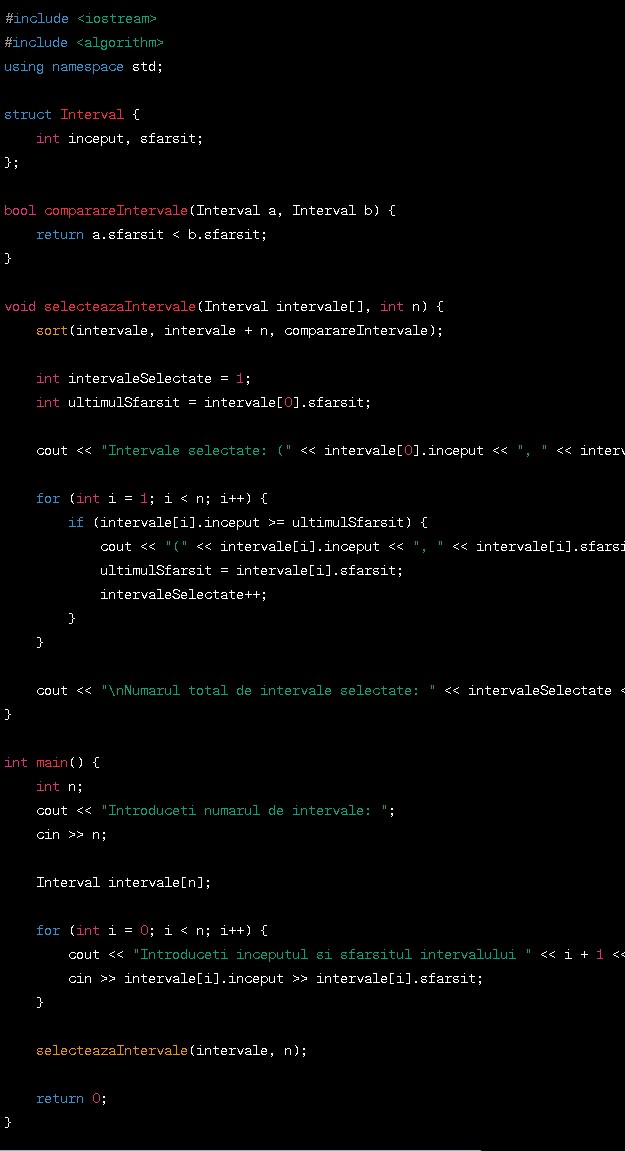 #include <iostream>
#include <algorithm>
using namespace std;
struct Interval {
    int inceput, sfarsit;
};
bool comparareIntervale(Interval a, Interval b) {
    return a.sfarsit < b.sfarsit;
}
void selecteazaIntervale(Interval intervale[], int n) {
    sort(intervale, intervale + n, comparareIntervale);
    int intervaleSelectate = 1;
    int ultimulSfarsit = intervale[0].sfarsit;
    cout << "Intervale selectate: (" << intervale[0].inceput << ", " << interv
    for (int i = 1; i < n; i++) {
        if (intervale[i].inceput >= ultimulSfarsit) {
            cout << "(" << intervale[i].inceput << ", " << intervale[i].sfarsi
            ultimulSfarsit = intervale[i].sfarsit;
            intervaleSelectate++;
        }
    }
    cout << "\nNumarul total de intervale selectate: " << intervaleSelectate <
}
int main() {
    int n;
    cout << "Introduceti numarul de intervale: ";
    cin >> n;
    Interval intervale[n];
    for (int i = 0; i < n; i++) {
        cout << "Introduceti inceputul si sfarsitul intervalului " << i + 1 <<
        cin >> intervale[i].inceput >> intervale[i].sfarsit;
    }
    selecteazaIntervale(intervale, n);
    return 0;
}